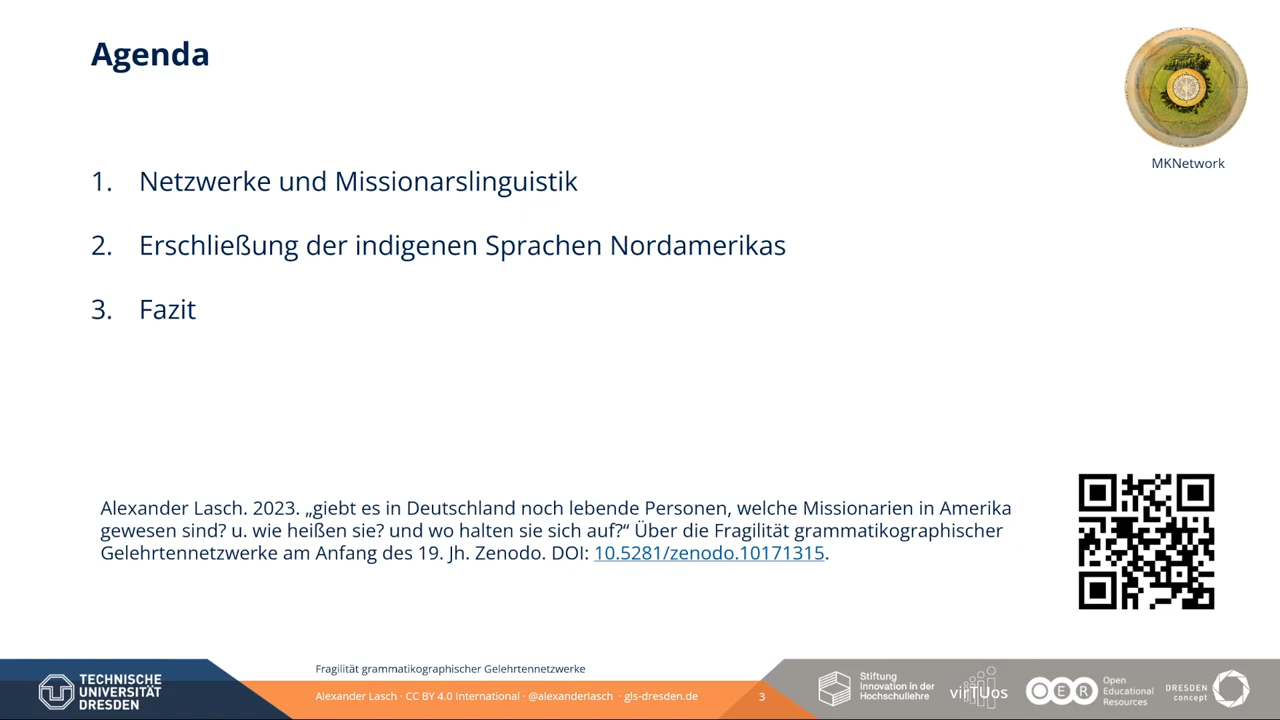 Agenda
MKNetwork
1. Netzwerke und Missionarslinguistik
2. Erschließung der indigenen Sprachen Nordamerikas
3. Fazit
Alexander Lasch. 2023. „giebt es in Deutschland noch lebende Personen, welche Missionarien in Amerika
gewesen sind? u. wie heißen sie? und wo halten sie sich auf?“ Über die Fragilität grammatikographischer
Gelehrtennetzwerke am Anfang des 19. Jh. Zenodo. DOI: 10.5281/zenodo.10171315.
TECHNISCHE
UNIVERSITÄT
DRESDEN
Fragilität grammatikographischer Gelehrtennetzwerke
Alexander Lasch · CC BY 4.0 International · @alexanderlasch · gls-dresden.de
3
Stiftung
Innovation in der
Hochschullehre
virTUos
OER
Open
Educational
Resources
DRESDEN
concept